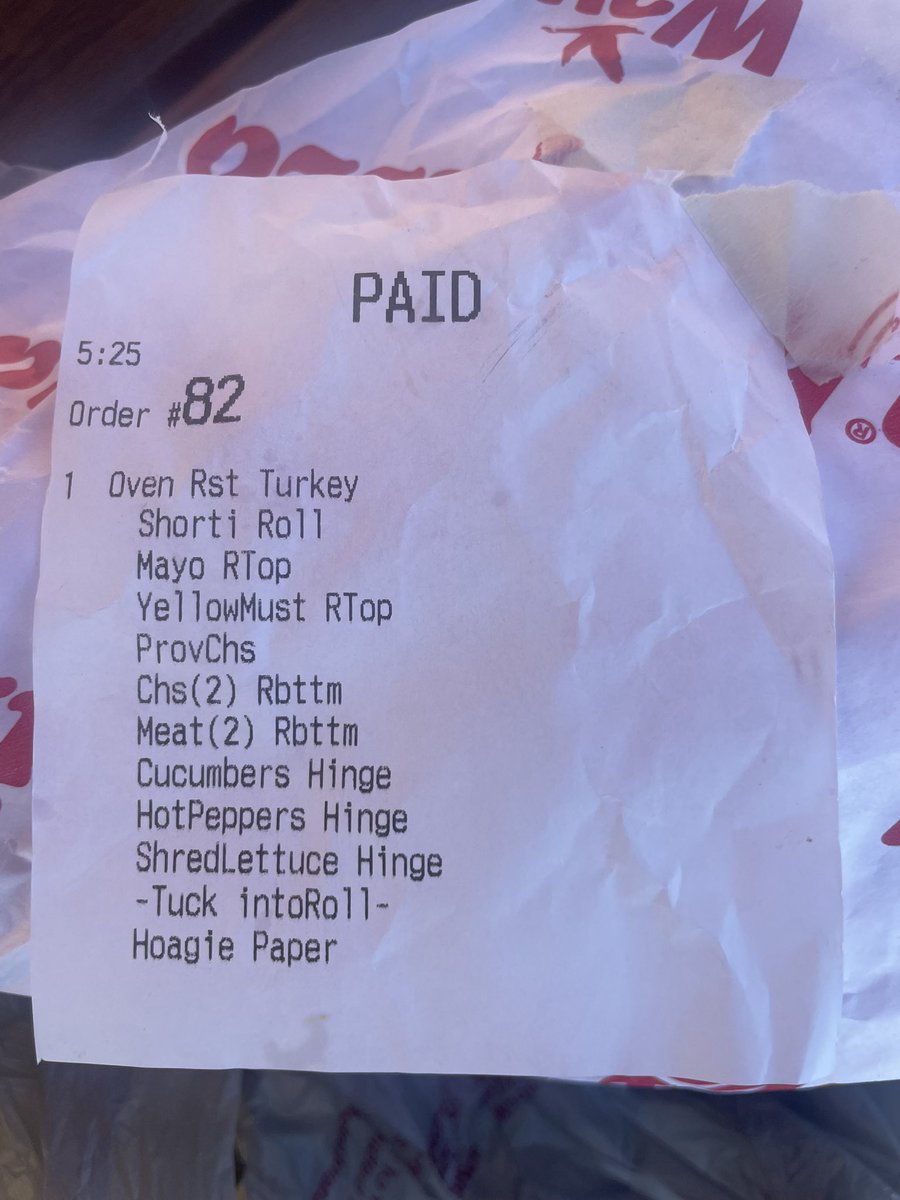 PAID
5:25
Order #82
1 Oven Rst Turkey
Shorti Roll
Mayo RTop
YellowMust RTop
ProvChs
Chs(2) Rbttm
Meat(2) Rbttm
Cucumbers Hinge
HotPeppers Hinge
ShredLettuce Hinge
-Tuck intoRoll-
Hoagie Paper
®